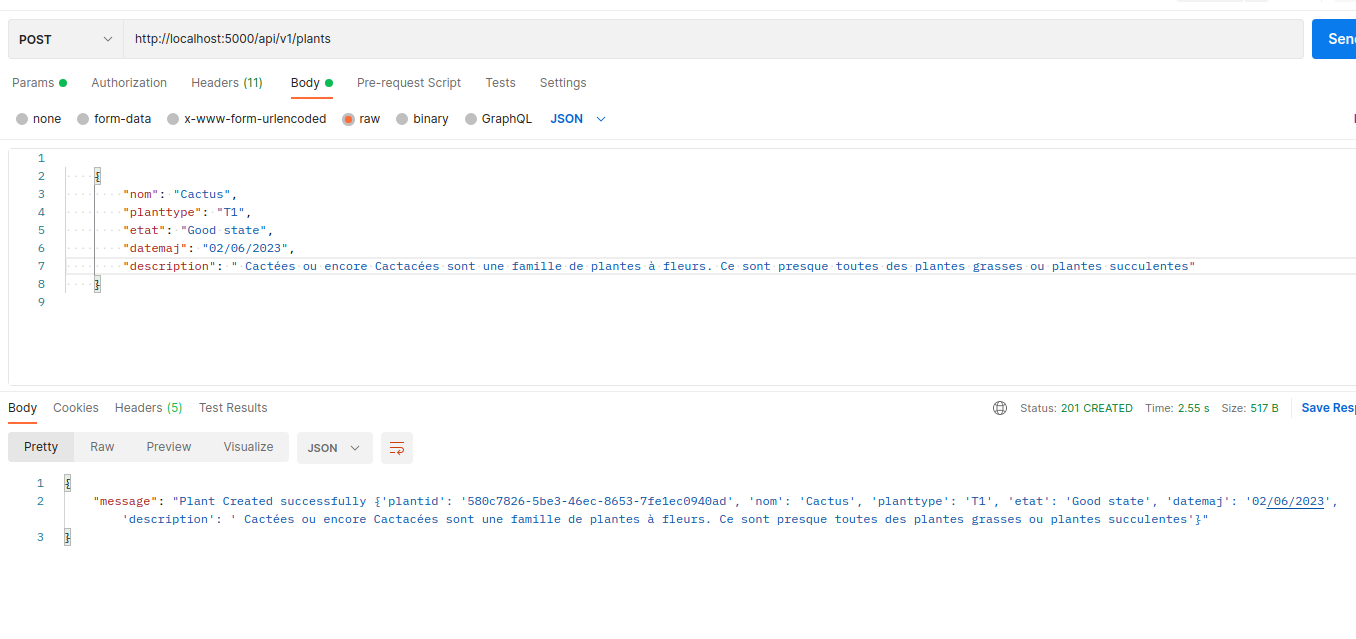 POST http://localhost:5000/api/v1/plants
Params Authorization Headers (11) Body Pre-request Script Tests Settings
none form-data x-www-form-urlencoded raw binary GraphQL JSON
1
2 {
3 "nom": "Cactus",
4 "planttype": "T1",
5 "etat": "Good state",
6 "datemaj": "02/06/2023",
7 "description": " Cactées ou encore Cactacées sont une famille de plantes à fleurs. Ce sont presque toutes des plantes grasses ou plantes succulentes"
8 }
9
Body Cookies Headers (5) Test Results Status: 201 CREATED Time: 2.55 s Size: 517 B
Pretty Raw Preview Visualize JSON
1 {
2 "message": "Plant Created successfully {'plantid': '580c7826-5be3-46ec-8653-7fe1ec0940ad', 'nom': 'Cactus', 'planttype': 'T1', 'etat': 'Good state', 'datemaj': '02/06/2023',
'description': ' Cactées ou encore Cactacées sont une famille de plantes à fleurs. Ce sont presque toutes des plantes grasses ou plantes succulentes'}"
3 }